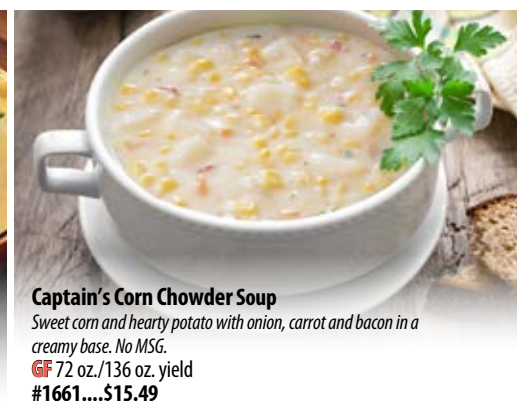 Captain's Corn Chowder Soup
Sweet corn and hearty potato with onion, carrot and bacon in a
creamy base. No MSG.
GF 72 oz./136 oz. yield
#1661....$15.49